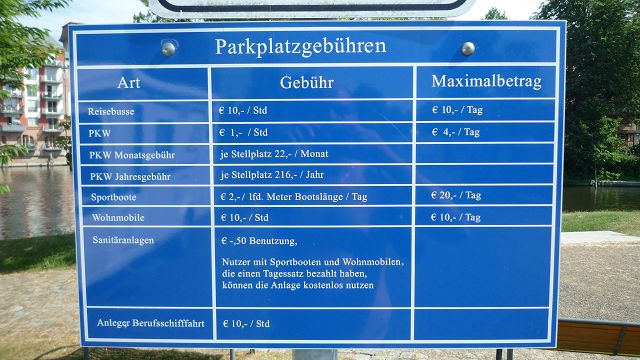 Parkplatzgebühren
Art Gebühr Maximalbetrag
Reisebusse € 10,- / Std € 10,- / Tag
PKW € 1,- / Std € 4,- / Tag
PKW Monatsgebühr je Stellplatz 22,- / Monat
PKW Jahresgebühr je Stellplatz 216,- / Jahr
Sportboote € 2,- / lfd. Meter Bootslänge / Tag € 20,- / Tag
Wohnmobile € 10,- / Std € 10,- / Tag
Sanitäranlagen € -,50 Benutzung,
Nutzer mit Sportbooten und Wohnmobilen,
die einen Tagessatz bezahlt haben,
können die Anlage kostenlos nutzen
Anleger Berufsschifffahrt € 10,- / Std